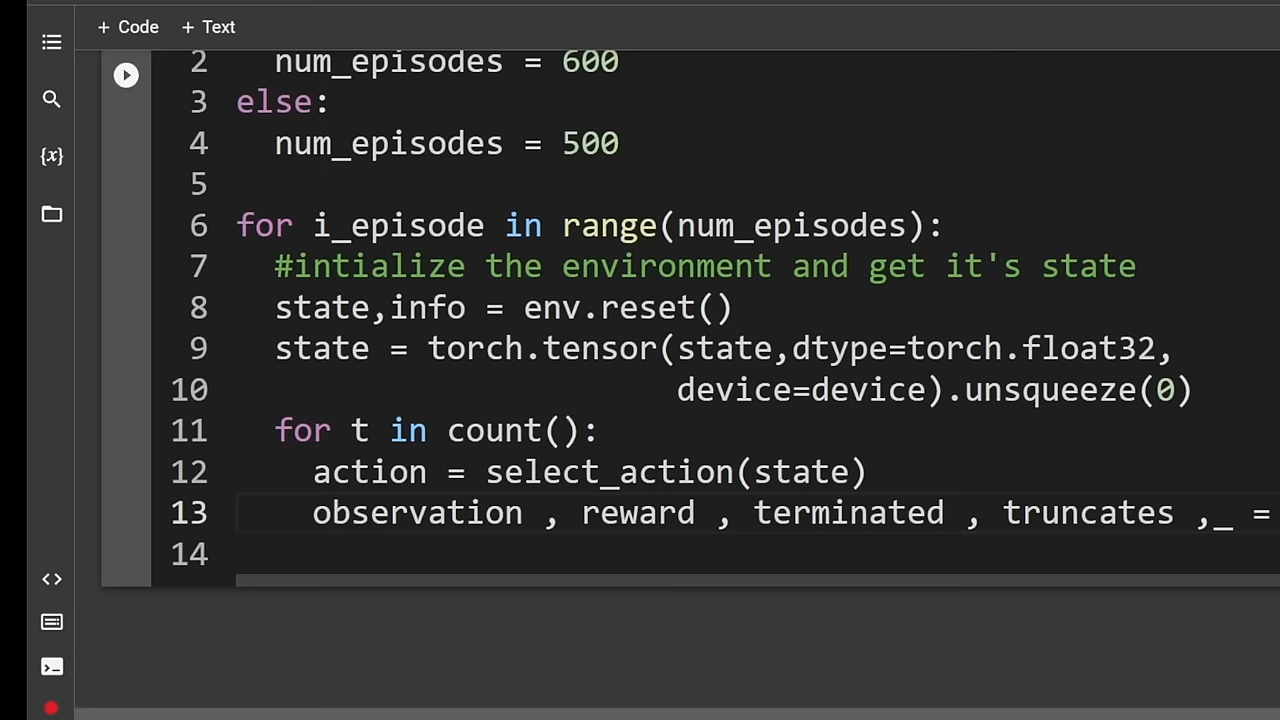 + Code + Text
2 num_episodes = 600
3 else:
4 num_episodes = 500
5
6 for i_episode in range(num_episodes):
7 #intialize the environment and get it's state
8 state,info = env.reset()
9 state = torch.tensor(state,dtype=torch.float32,
10 device=device).unsqueeze(0)
11 for t in count():
12 action = select_action(state)
13 observation , reward , terminated , truncates ,_ =
14